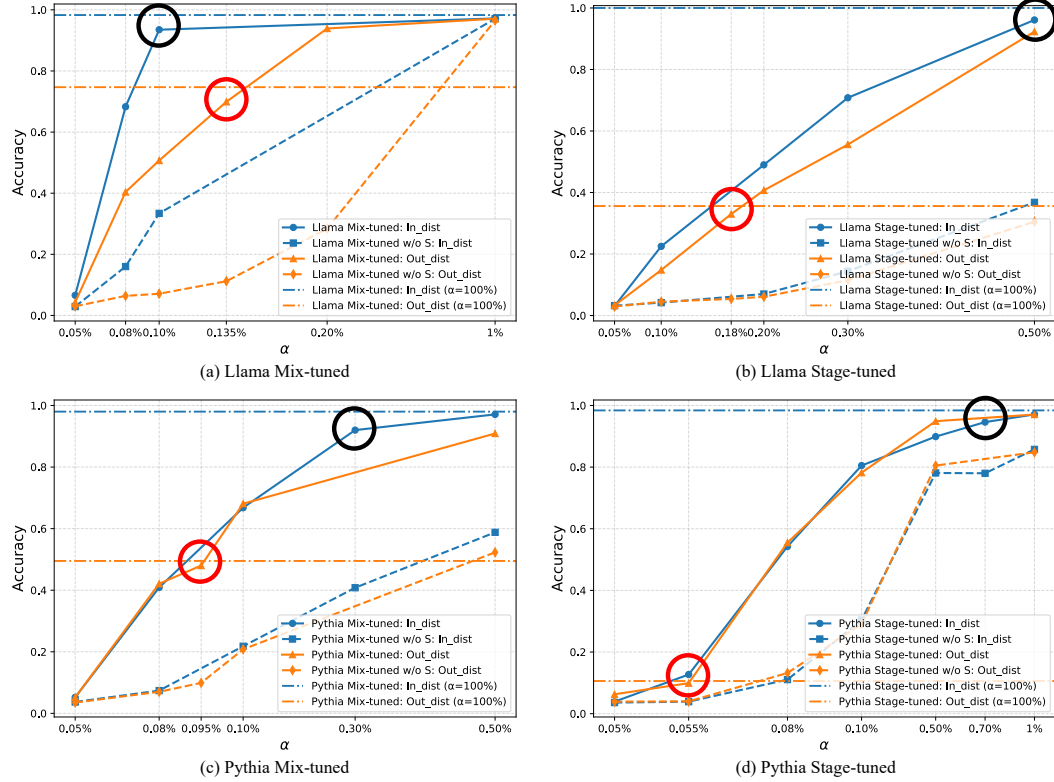 1.0
0.8
0.6
0.4
0.2
0.0
Accuracy
0.05%
0.08%
0.10%
0.135%
0.20%
1%
α
Llama Mix-tuned: In_dist
Llama Mix-tuned w/o S: In_dist
Llama Mix-tuned: Out_dist
Llama Mix-tuned w/o S: Out_dist
Llama Mix-tuned: In_dist (α=100%)
Llama Mix-tuned: Out_dist (α=100%)
(a) Llama Mix-tuned
1.0
0.8
0.6
0.4
0.2
0.0
Accuracy
0.05%
0.10%
0.18%
0.20%
0.30%
0.50%
α
Llama Stage-tuned: In_dist
Llama Stage-tuned w/o S: In_dist
Llama Stage-tuned: Out_dist
Llama Stage-tuned w/o S: Out_dist
Llama Stage-tuned: In_dist (α=100%)
Llama Stage-tuned: Out_dist (α=100%)
(b) Llama Stage-tuned
1.0
0.8
0.6
0.4
0.2
0.0
Accuracy
0.05%
0.08%
0.095%
0.10%
0.30%
0.50%
α
Pythia Mix-tuned: In_dist
Pythia Mix-tuned w/o S: In_dist
Pythia Mix-tuned: Out_dist
Pythia Mix-tuned w/o S: Out_dist
Pythia Mix-tuned: In_dist (α=100%)
Pythia Mix-tuned: Out_dist (α=100%)
(c) Pythia Mix-tuned
1.0
0.8
0.6
0.4
0.2
0.0
Accuracy
0.05%
0.055%
0.08%
0.10%
0.50%
0.70%
1%
α
Pythia Stage-tuned: In_dist
Pythia Stage-tuned w/o S: In_dist
Pythia Stage-tuned: Out_dist
Pythia Stage-tuned w/o S: Out_dist
Pythia Stage-tuned: In_dist (α=100%)
Pythia Stage-tuned: Out_dist (α=100%)
(d) Pythia Stage-tuned